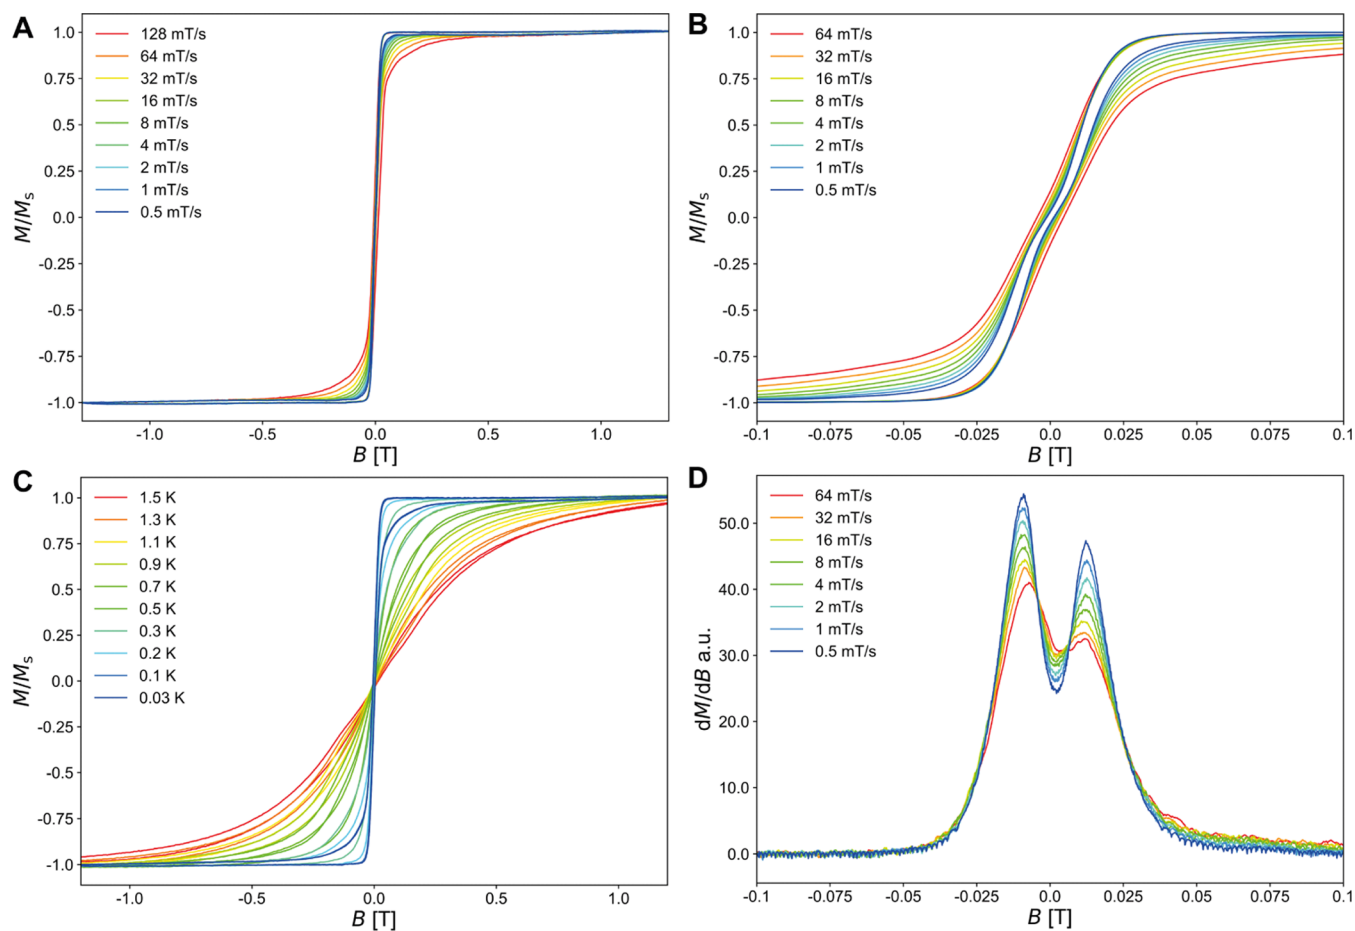 A
128 mT/s
64 mT/s
32 mT/s
16 mT/s
8 mT/s
4 mT/s
2 mT/s
1 mT/s
0.5 mT/s
1.0
0.75
0.5
0.25
0.0
-0.25
-0.5
-0.75
-1.0
M/Ms
-1.0 -0.5 0.0 0.5 1.0
B [T]
B
64 mT/s
32 mT/s
16 mT/s
8 mT/s
4 mT/s
2 mT/s
1 mT/s
0.5 mT/s
1.0
0.75
0.5
0.25
0.0
-0.25
-0.5
-0.75
-1.0
M/Ms
-0.1 -0.075 -0.05 -0.025 0.0 0.025 0.05 0.075 0.1
B [T]
C
1.5 K
1.3 K
1.1 K
0.9 K
0.7 K
0.5 K
0.3 K
0.2 K
0.1 K
0.03 K
1.0
0.75
0.5
0.25
0.0
-0.25
-0.5
-0.75
-1.0
M/Ms
-1.0 -0.5 0.0 0.5 1.0
B [T]
D
64 mT/s
32 mT/s
16 mT/s
8 mT/s
4 mT/s
2 mT/s
1 mT/s
0.5 mT/s
50.0
40.0
30.0
20.0
10.0
0.0
dM/dB a.u.
-0.1 -0.075 -0.05 -0.025 0.0 0.025 0.05 0.075 0.1
B [T]